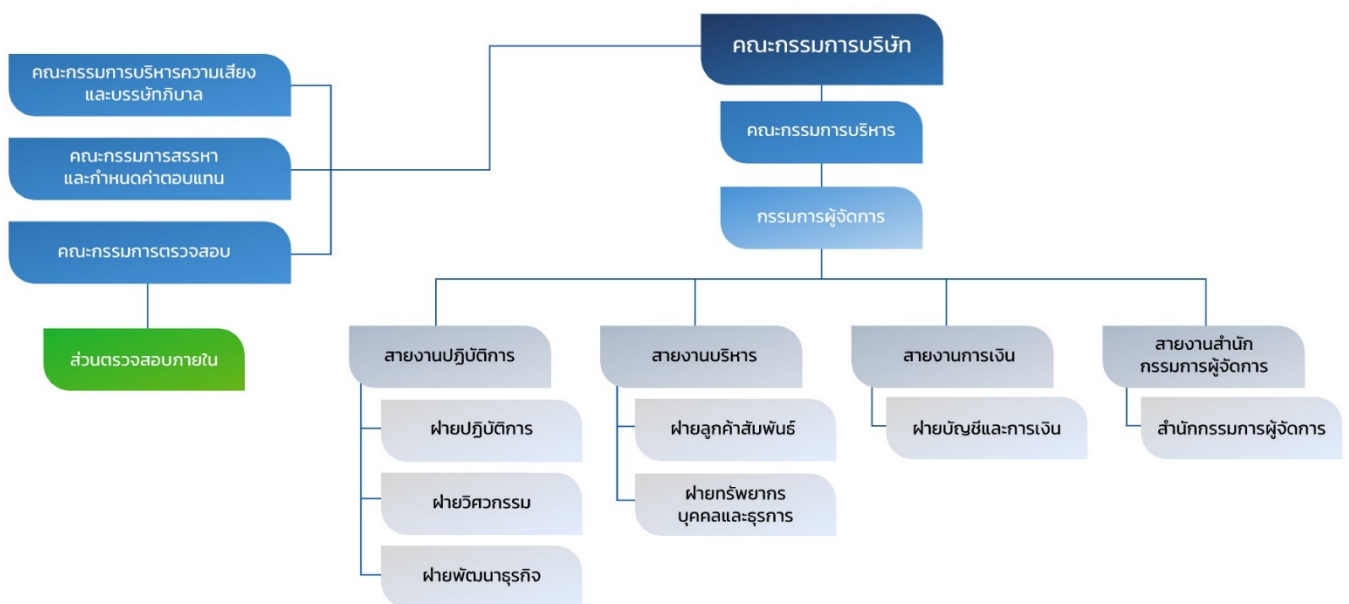 คณะกรรมการบริษัท
คณะกรรมการบริหารความเสี่ยง
และบรรษัทภิบาล
คณะกรรมการบริหาร
คณะกรรมการสรรหา
และกำหนดค่าตอบแทน
กรรมการผู้จัดการ
คณะกรรมการตรวจสอบ
ส่วนตรวจสอบภายใน
สายงานปฏิบัติการ
สายงานบริหาร
สายงานการเงิน
สายงานสำนัก
กรรมการผู้จัดการ
ฝ่ายปฏิบัติการ
ฝ่ายลูกค้าสัมพันธ์
ฝ่ายบัญชีและการเงิน
สำนักกรรมการผู้จัดการ
ฝ่ายวิศวกรรม
ฝ่ายทรัพยากร
บุคคลและธุรการ
ฝ่ายพัฒนาธุรกิจ